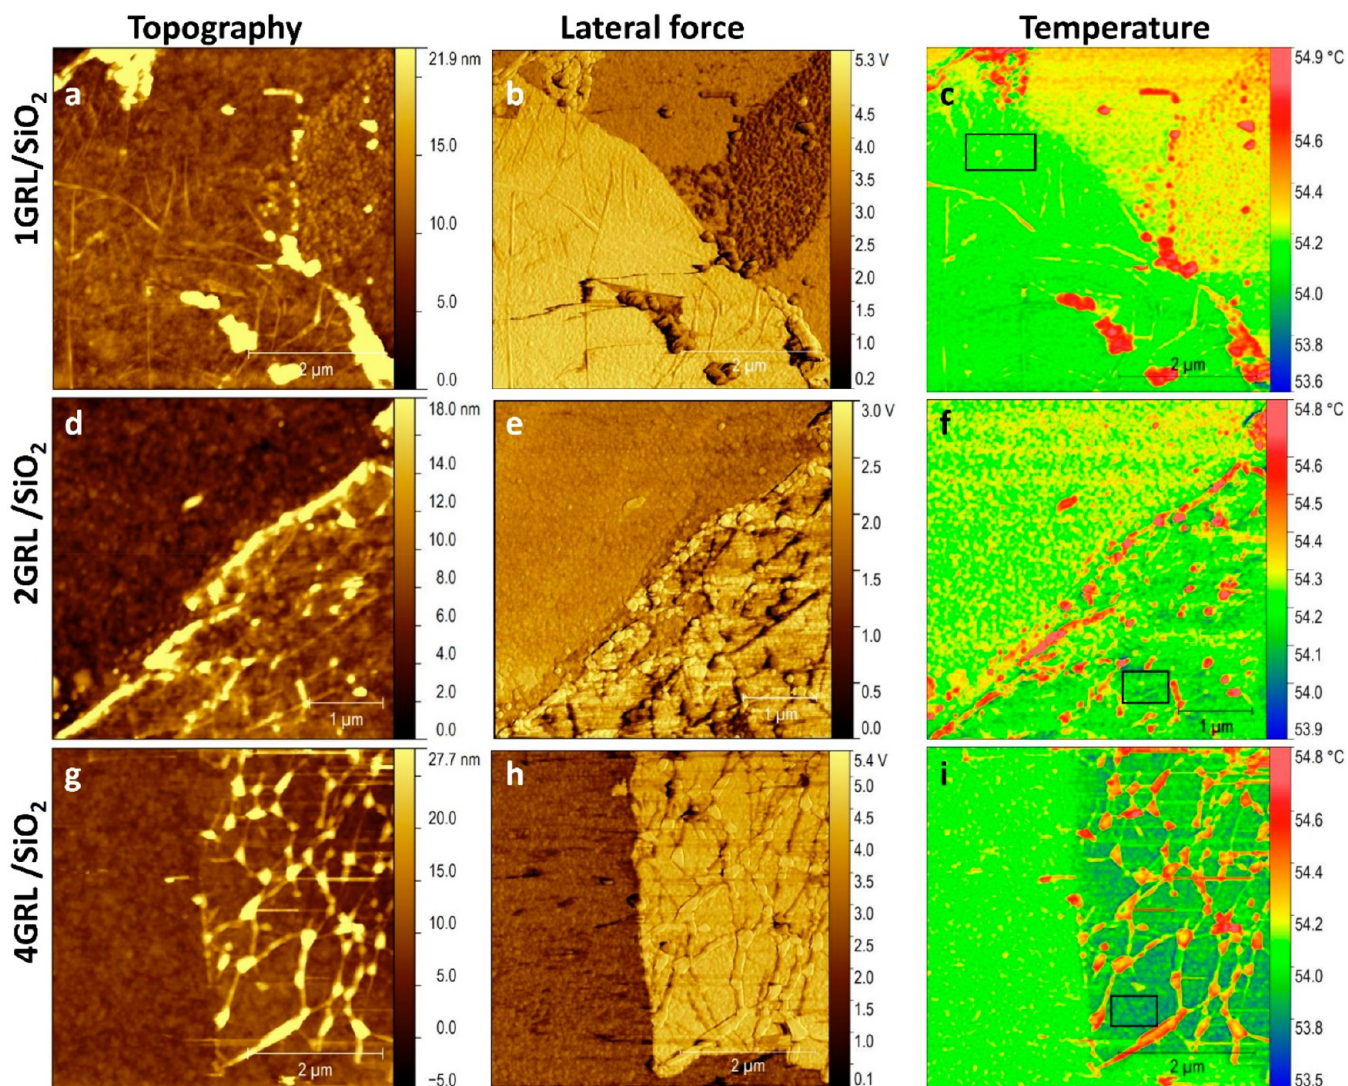 Topography
Lateral force
Temperature
1GRL/SiO₂
a
21.9 nm
15.0
10.0
5.0
0.0
2 µm
b
5.3 V
4.5
4.0
3.5
3.0
2.5
2.0
1.5
1.0
0.2
2 µm
c
54.9 °C
54.6
54.4
54.2
54.0
53.8
53.6
2 µm
2GRL /SiO₂
d
18.0 nm
14.0
12.0
10.0
8.0
6.0
4.0
2.0
0.0
1 µm
e
3.0 V
2.5
2.0
1.5
1.0
0.5
0.0
1 µm
f
54.8 °C
54.6
54.5
54.4
54.3
54.2
54.1
54.0
53.9
1 µm
4GRL /SiO₂
g
27.7 nm
20.0
15.0
10.0
5.0
0.0
−5.0
2 µm
h
5.4 V
5.0
4.5
4.0
3.5
3.0
2.5
2.0
1.5
1.0
0.1
2 µm
i
54.8 °C
54.6
54.4
54.2
54.0
53.8
53.5
2 µm